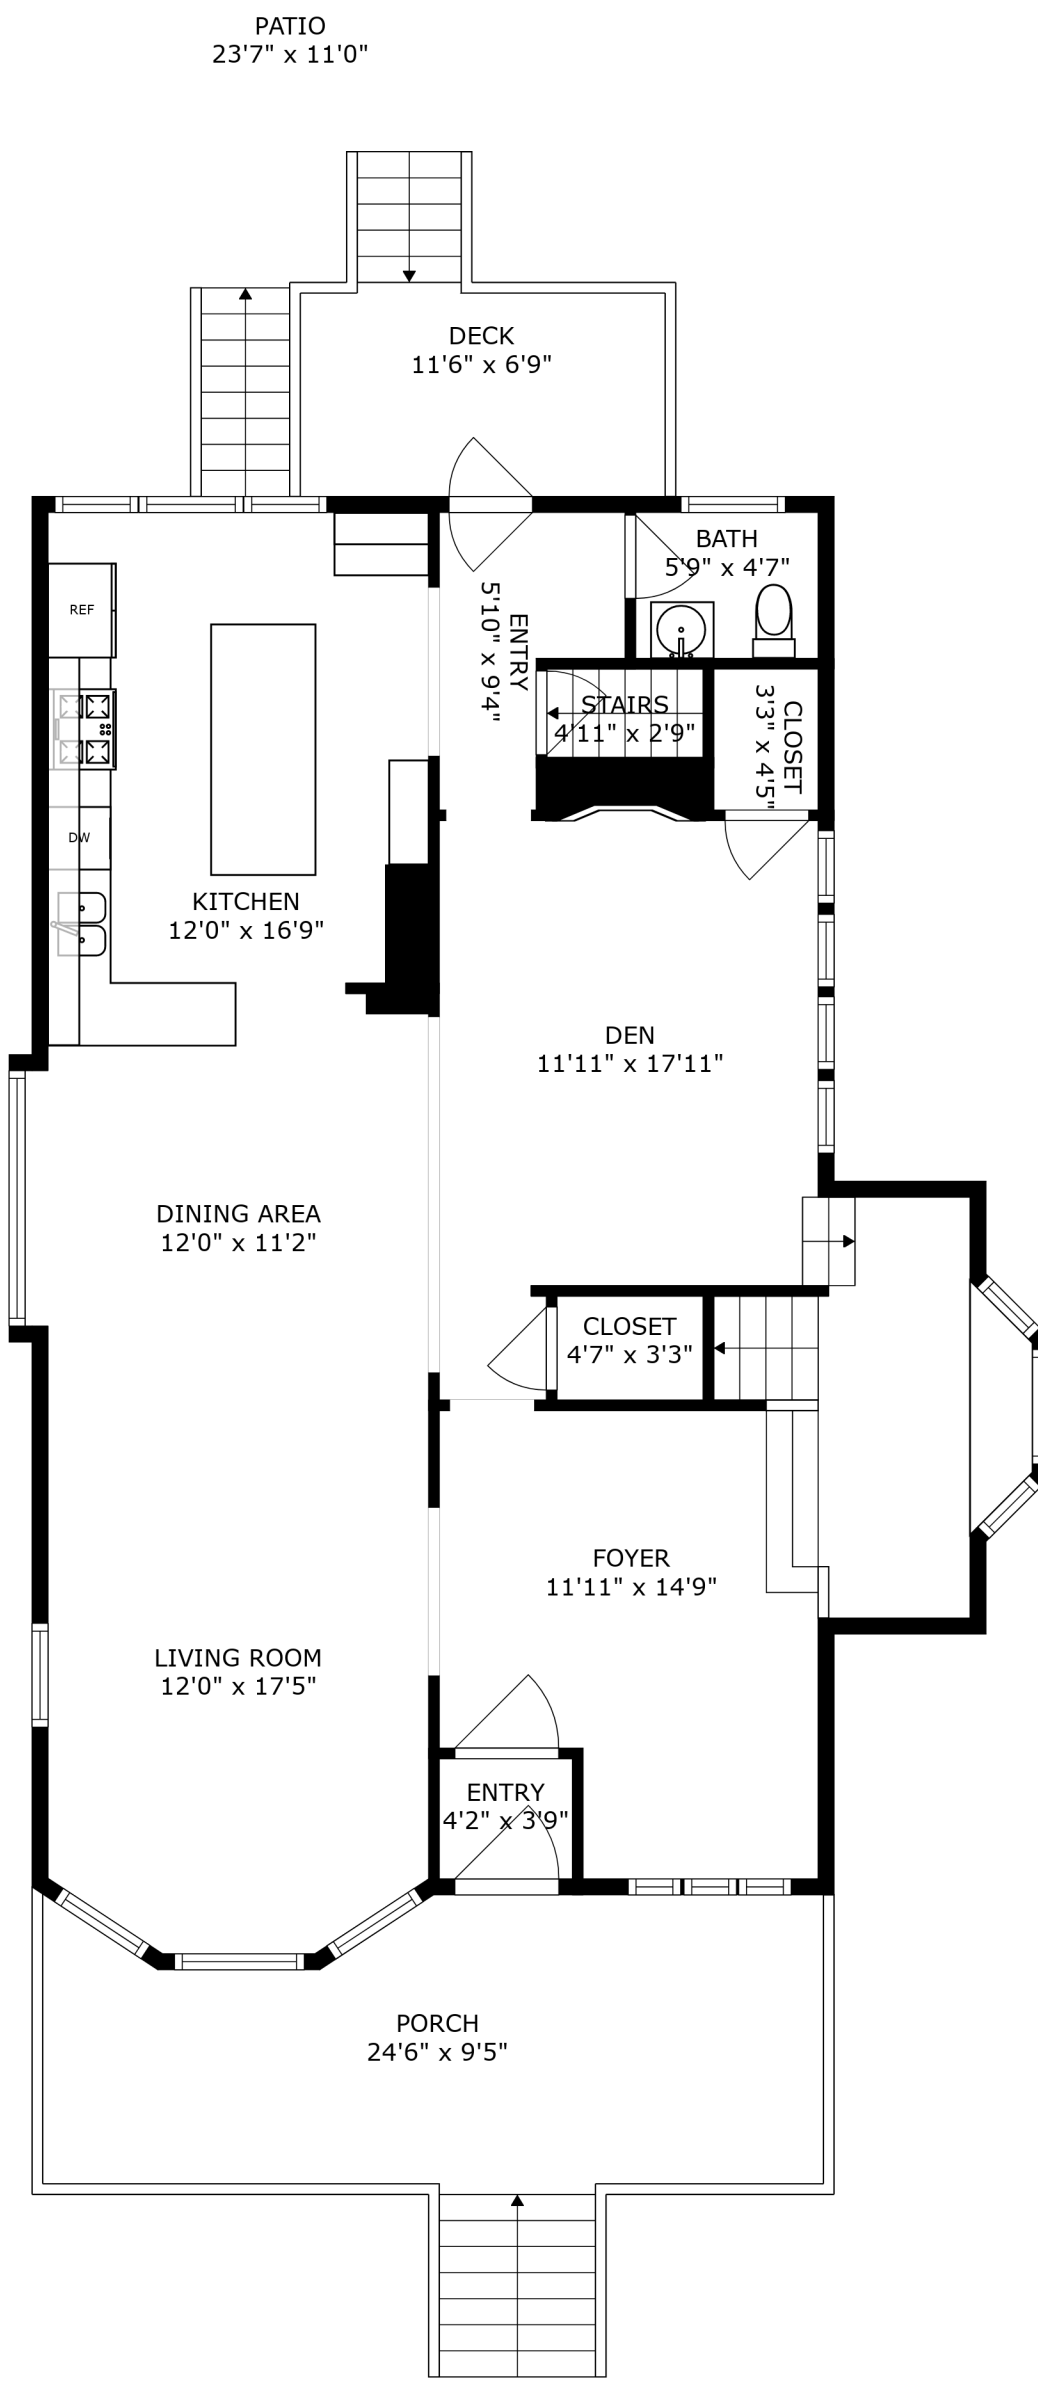 PATIO
23'7" x 11'0"
DECK
11'6" x 6'9"
BATH
5'9" x 4'7"
REF
ENTRY
5'10" x 9'4"
STAIRS
4'11" x 2'9"
CLOSET
3'3" x 4'5"
DW
KITCHEN
12'0" x 16'9"
DEN
11'11" x 17'11"
DINING AREA
12'0" x 11'2"
CLOSET
4'7" x 3'3"
FOYER
11'11" x 14'9"
LIVING ROOM
12'0" x 17'5"
ENTRY
4'2" x 3'9"
PORCH
24'6" x 9'5"